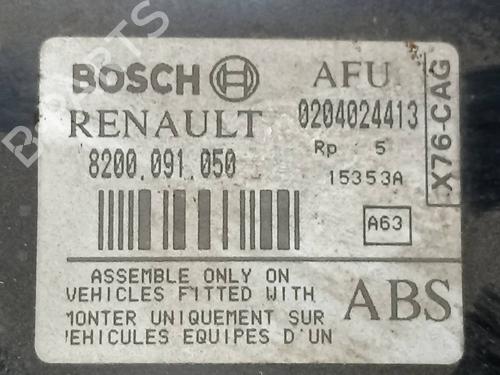 BOSCH AFU
RENAULT 0204024413
8200.091.050 Rp : 5
15353A
X76-CAG
A63
ASSEMBLE ONLY ON
VEHICLES FITTED WITH
MONTER UNIQUEMENT SUR
VEHICULES EQUIPES D'UN
ABS